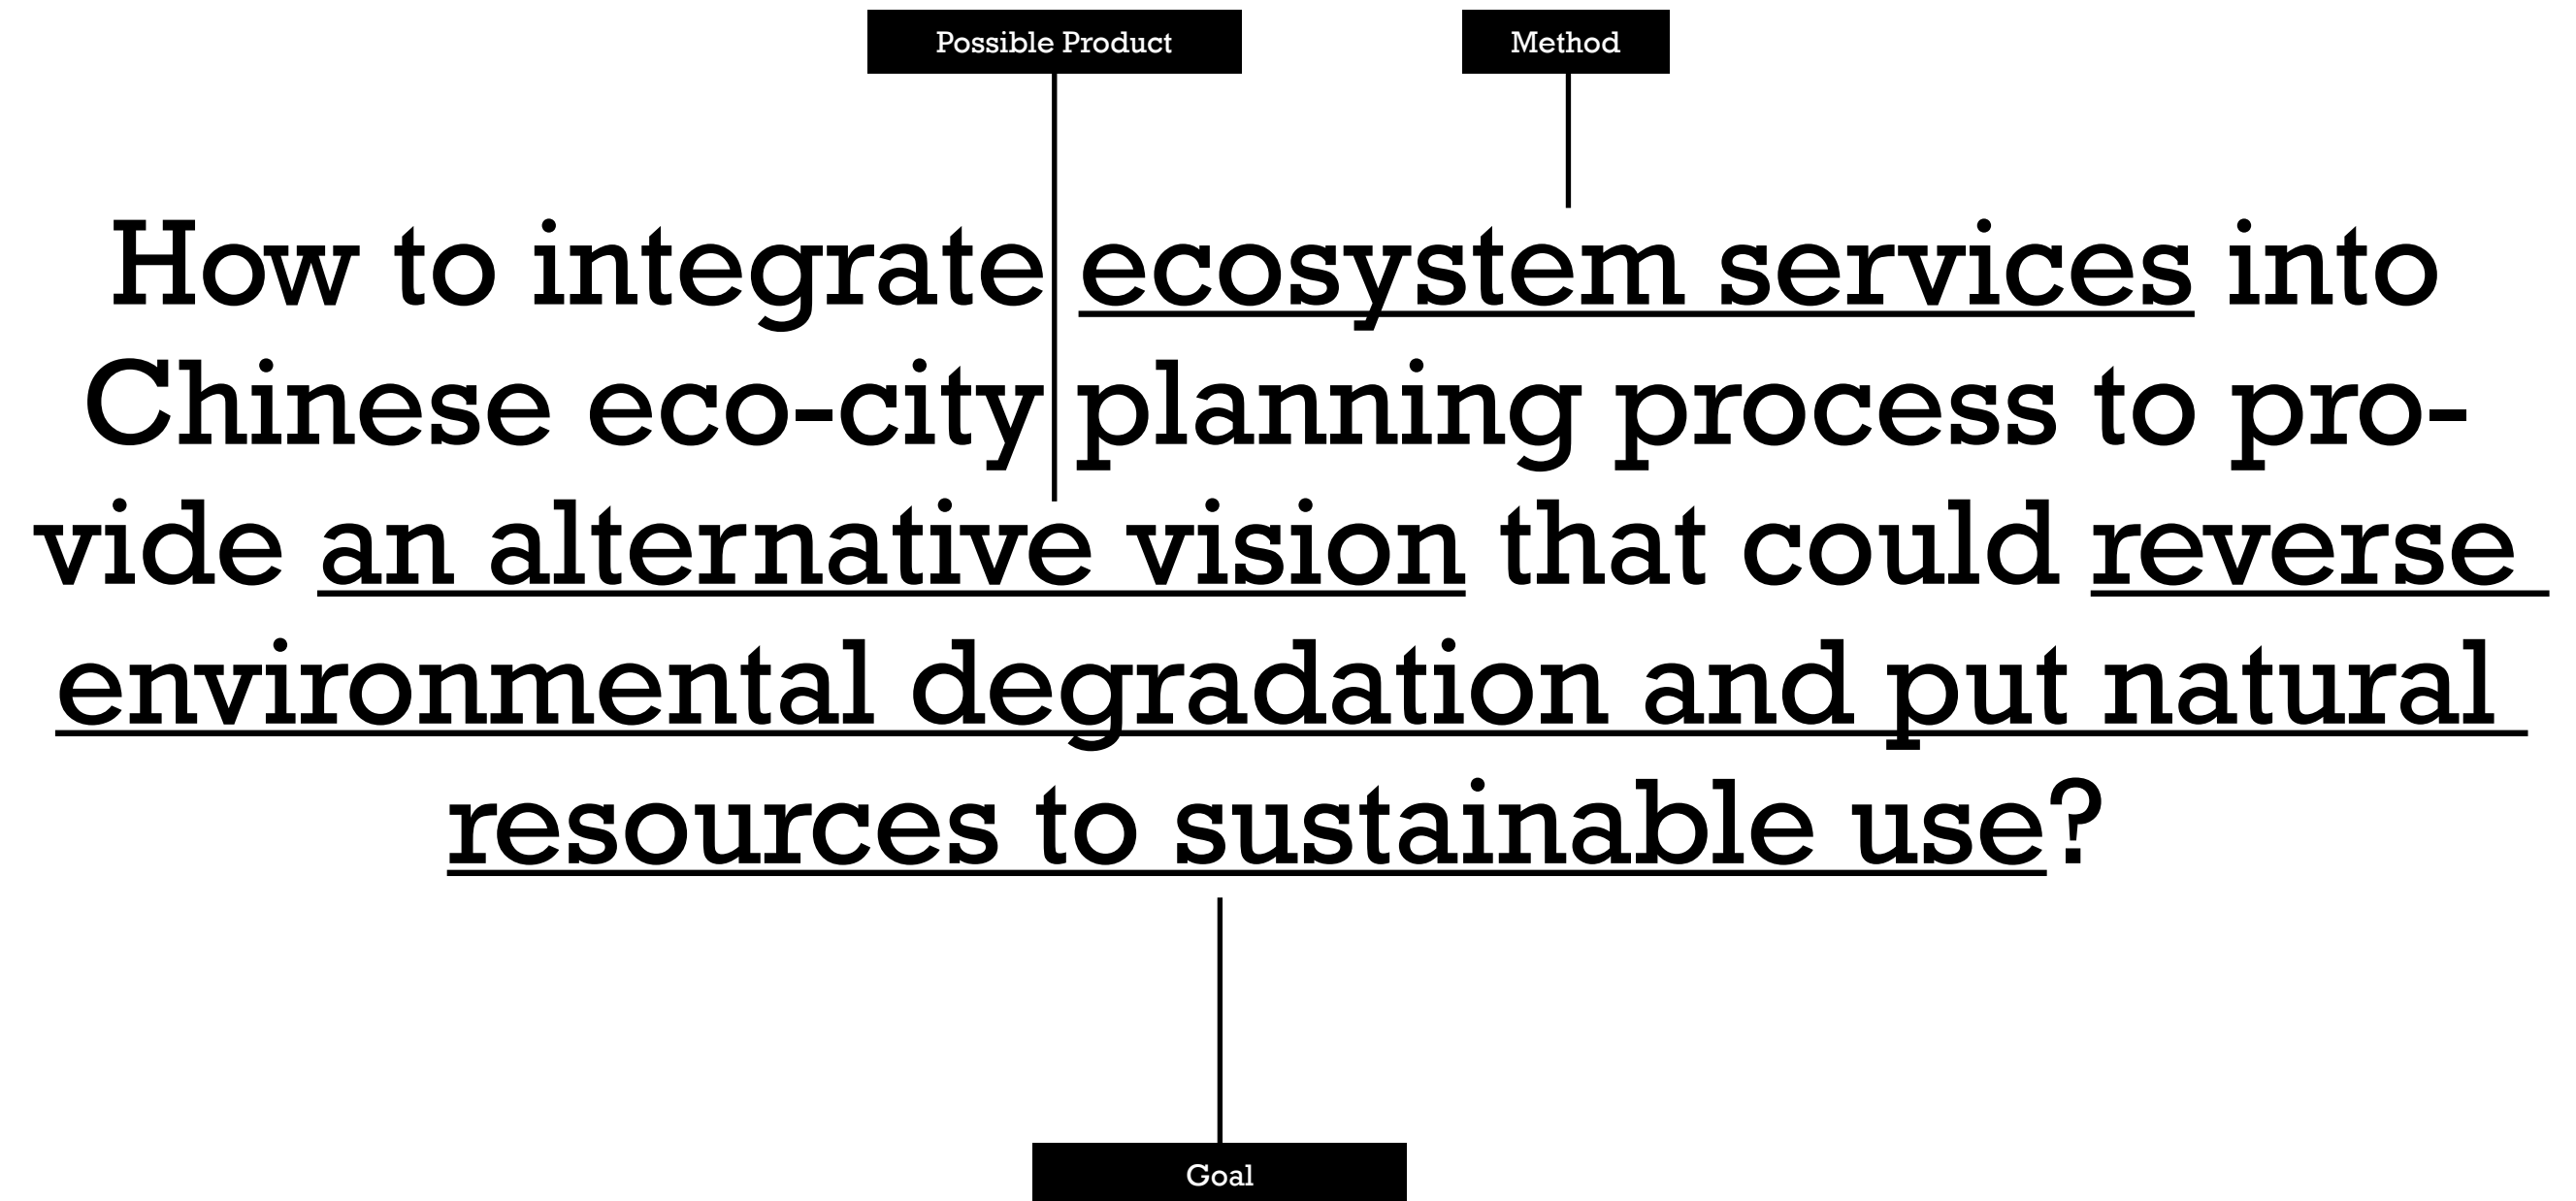 Possible Product
Method
How to integrate ecosystem services into
Chinese eco-city planning process to pro-
vide an alternative vision that could reverse
environmental degradation and put natural
resources to sustainable use?
Goal